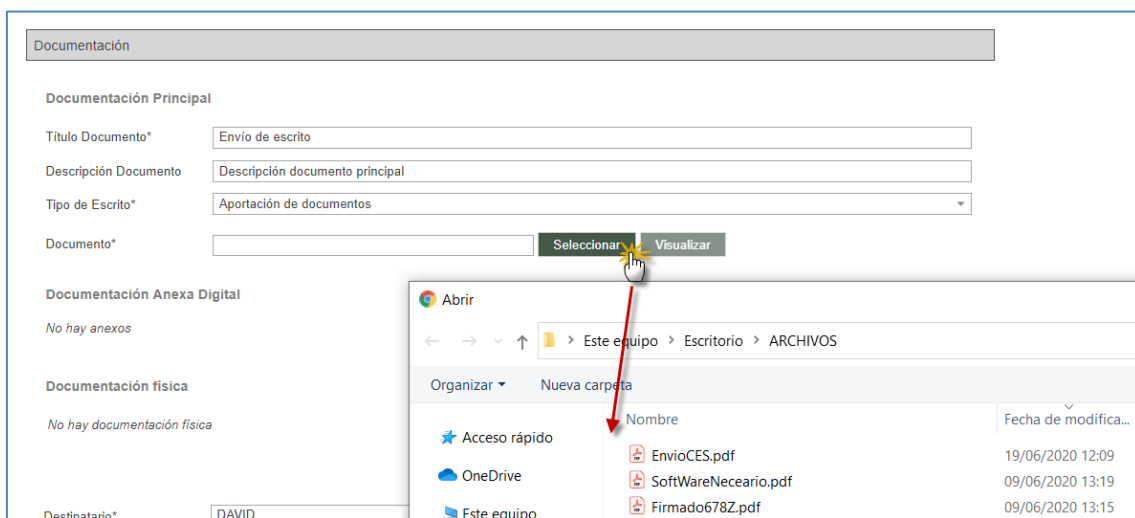 Documentación
Documentación Principal
Título Documento* Envío de escrito
Descripción Documento Descripción documento principal
Tipo de Escrito* Aportación de documentos
Documento* Seleccionar Visualizar
Documentación Anexa Digital
No hay anexos
Documentación física
No hay documentación física
Destinatario* DAVID
Abrir
Este equipo > Escritorio > ARCHIVOS
Organizar Nueva carpeta
Nombre Fecha de modifica...
Acceso rápido
OneDrive
Este equipo
EnvioCES.pdf 19/06/2020 12:09
SoftWareNeceario.pdf 09/06/2020 13:19
Firmado678Z.pdf 09/06/2020 13:15